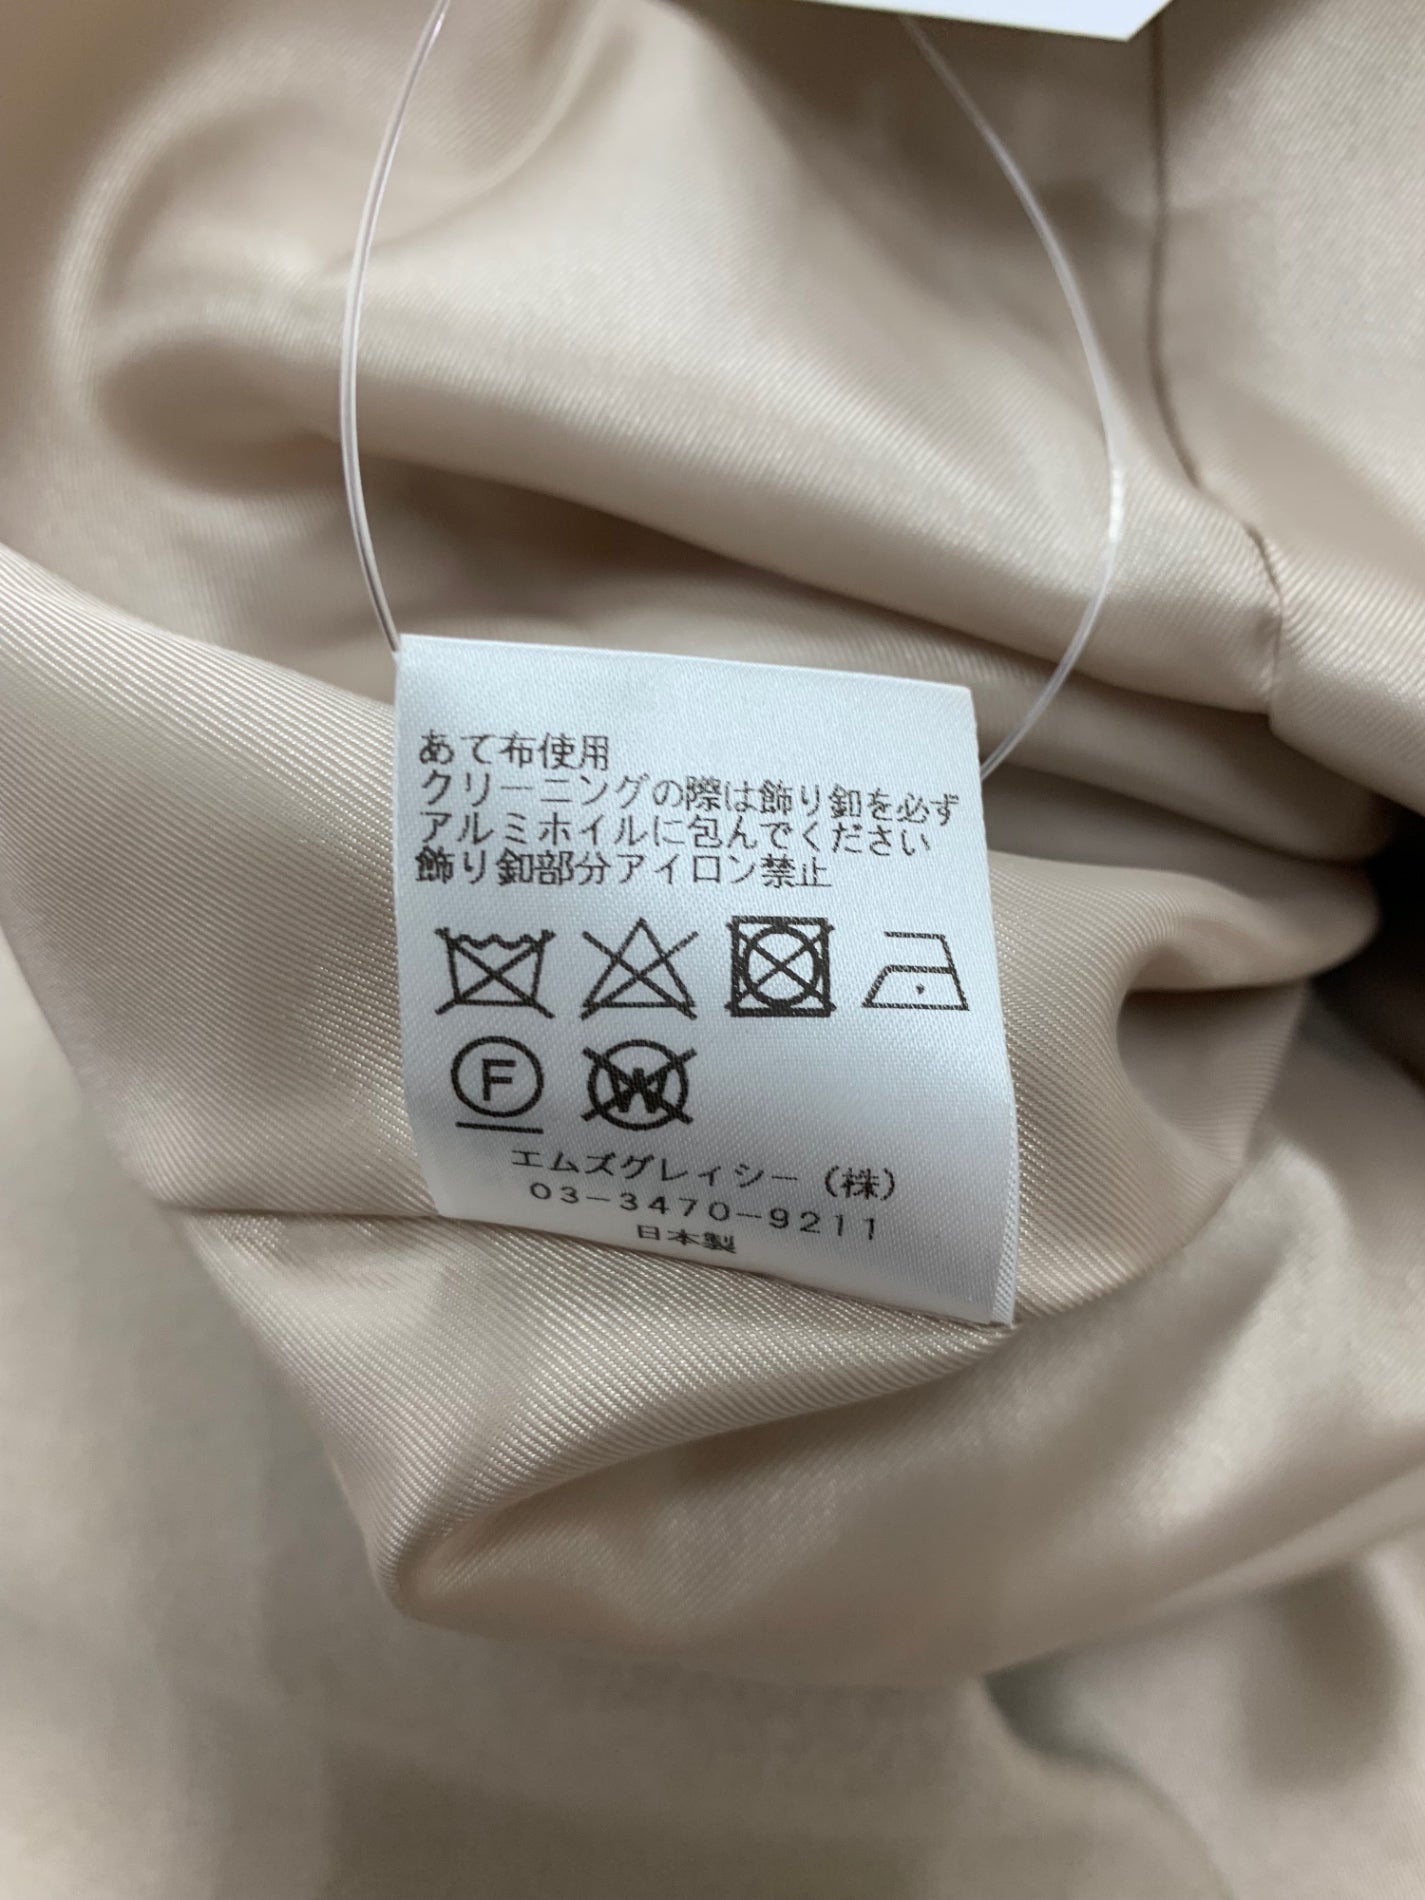 あて布使用
クリーニングの際は飾り釦を必ず
アルミホイルに包んでください
飾り釦部分アイロン禁止
F
W
エムズグレイシー（株）
03-3470-9211
日本製